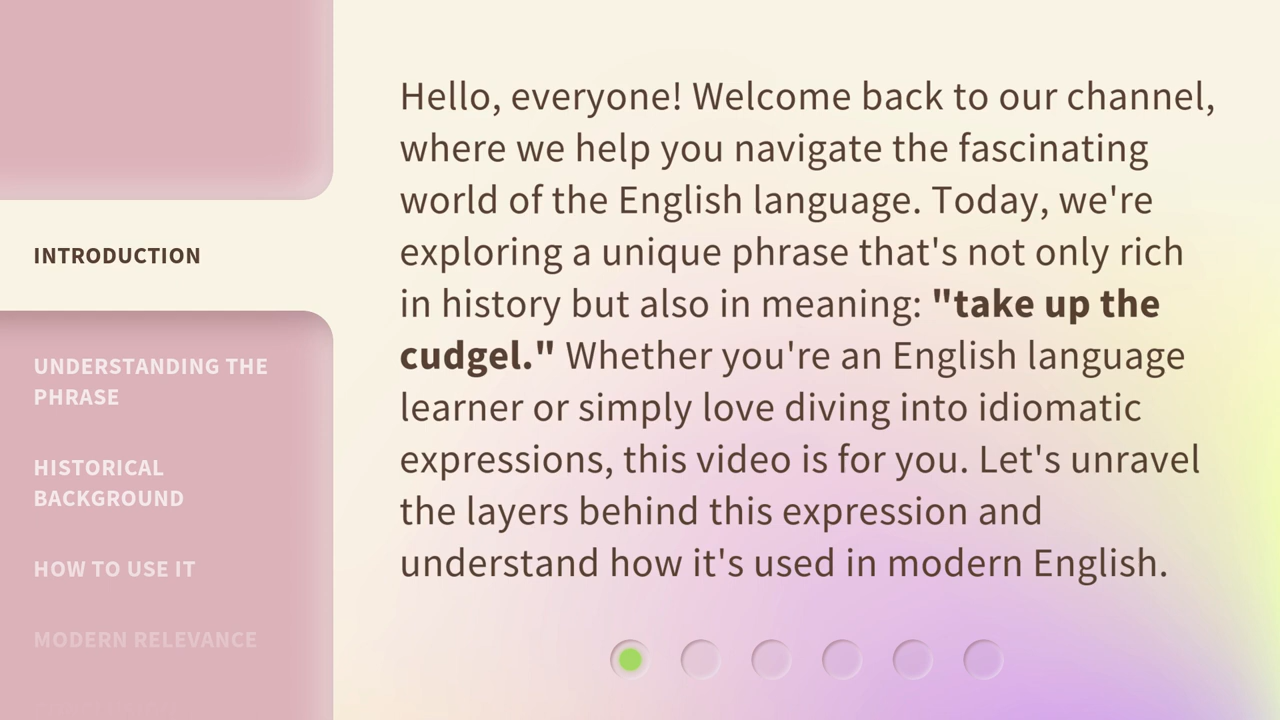 INTRODUCTION
UNDERSTANDING THE
PHRASE
HISTORICAL
BACKGROUND
HOW TO USE IT
MODERN RELEVANCE
Hello, everyone! Welcome back to our channel,
where we help you navigate the fascinating
world of the English language. Today, we're
exploring a unique phrase that's not only rich
in history but also in meaning: "take up the
cudgel." Whether you're an English language
learner or simply love diving into idiomatic
expressions, this video is for you. Let's unravel
the layers behind this expression and
understand how it's used in modern English.